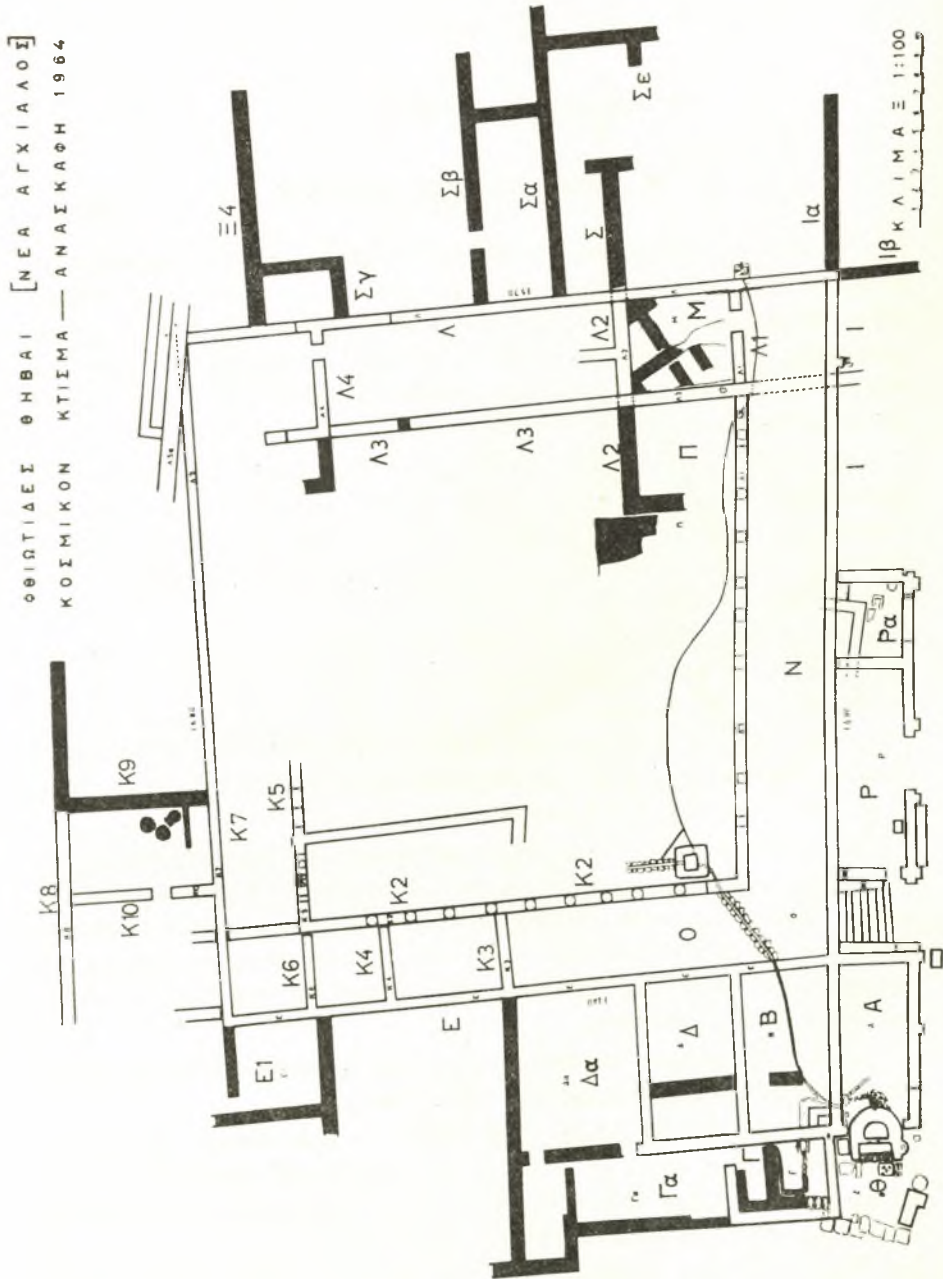 ΦΘΙΩΤΙΔΕΣ ΘΗΒΑΙ [ΝΕΑ ΑΓΧΙΑΛΟΣ]
ΚΟΣΜΙΚΟΝ ΚΤΙΣΜΑ — ΑΝΑΣΚΑΦΗ 1964
Ξ4
Σγ
Σβ
Σα
Σε
Σ
Ια
Ιβ
ΚΛΙΜΑΞ 1:100
Λ
Λ4
Λ3
Λ3
Λ2
Λ2
Μ
Λ1
Π
Ι
Ι
Κ9
Κ8
Κ10
Κ7
Κ5
Κ2
Κ2
Κ6
Κ4
Κ3
Ο
Ν
Ρα
Ρ
Ε1
Ε
Δα
Δ
Β
Α
Γα
Γ
Θ